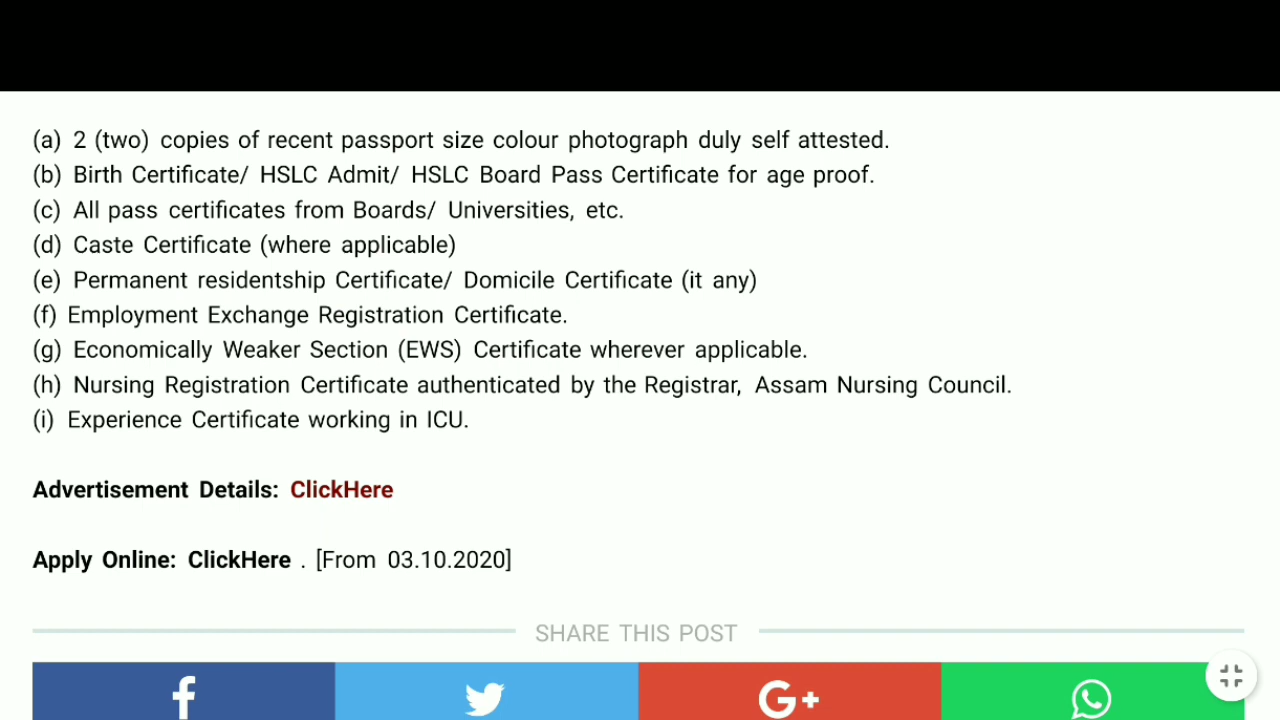 (a) 2 (two) copies of recent passport size colour photograph duly self attested.
(b) Birth Certificate/ HSLC Admit/ HSLC Board Pass Certificate for age proof.
(c) All pass certificates from Boards/ Universities, etc.
(d) Caste Certificate (where applicable)
(e) Permanent residentship Certificate/ Domicile Certificate (it any)
(f) Employment Exchange Registration Certificate.
(g) Economically Weaker Section (EWS) Certificate wherever applicable.
(h) Nursing Registration Certificate authenticated by the Registrar, Assam Nursing Council.
(i) Experience Certificate working in ICU.
Advertisement Details: ClickHere
Apply Online: ClickHere . [From 03.10.2020]
SHARE THIS POST
f G+